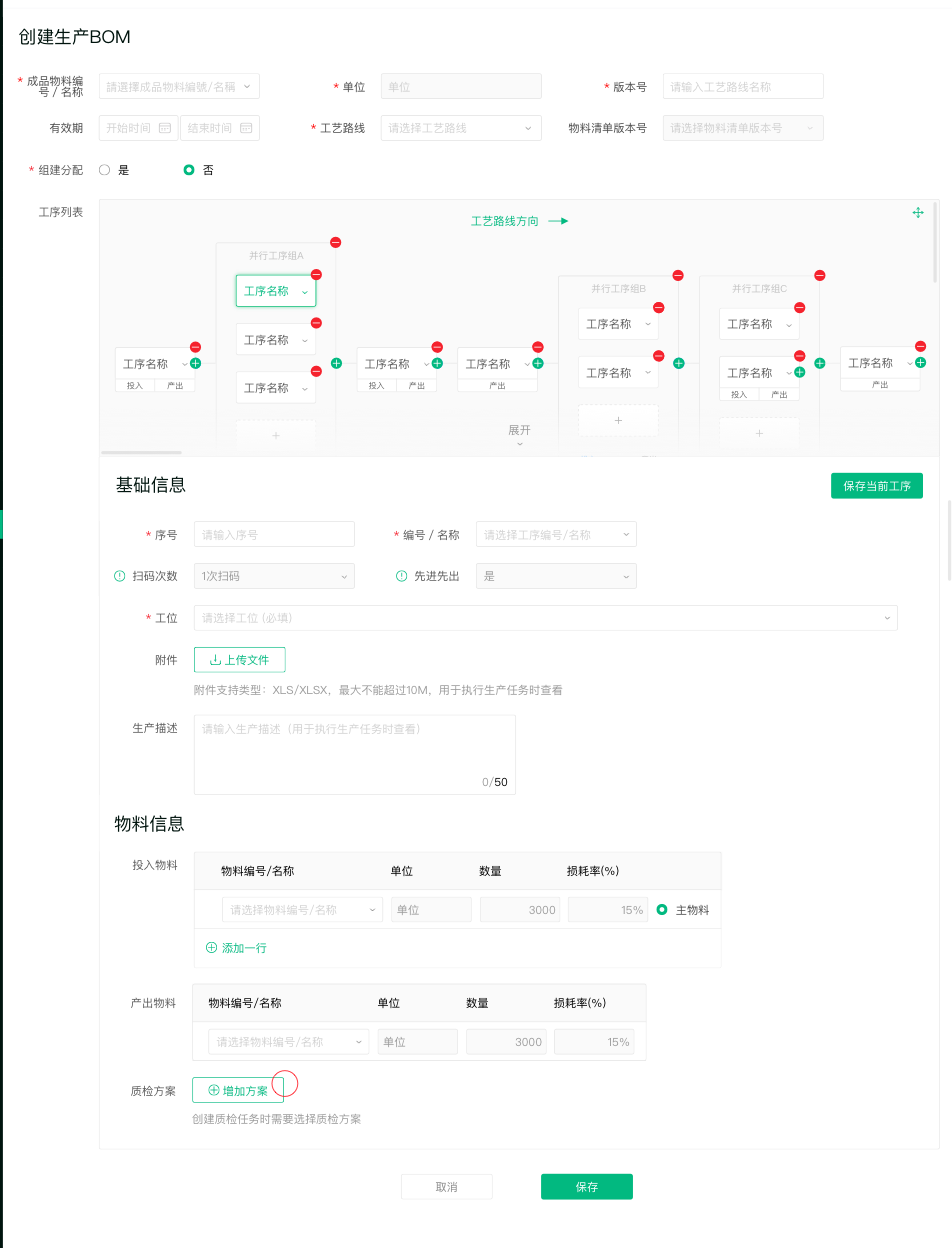 创建生产BOM
* 成品物料编号 / 名称
請選擇成品物料編號/名稱
* 单位
单位
* 版本号
请输入工艺路线名称
有效期
开始时间
结束时间
* 工艺路线
请选择工艺路线
物料清单版本号
请选择物料清单版本号
* 组建分配
是
否
工序列表
工艺路线方向
并行工序组A
工序名称
工序名称
工序名称
+
工序名称
投入
产出
工序名称
投入
产出
工序名称
产出
展开
并行工序组B
工序名称
工序名称
+
并行工序组C
工序名称
工序名称
投入
产出
+
工序名称
产出
基础信息
保存当前工序
* 序号
请输入序号
* 编号 / 名称
请选择工序编号/名称
扫码次数
1次扫码
先进先出
是
* 工位
请选择工位 (必填)
附件
上传文件
附件支持类型：XLS/XLSX，最大不能超过10M，用于执行生产任务时查看
生产描述
请输入生产描述（用于执行生产任务时查看）
0/50
物料信息
投入物料
物料编号/名称 单位 数量 损耗率(%)
请选择物料编号/名称 单位 3000 15% 主物料
添加一行
产出物料
物料编号/名称 单位 数量 损耗率(%)
请选择物料编号/名称 单位 3000 15%
质检方案
增加方案
创建质检任务时需要选择质检方案
取消
保存